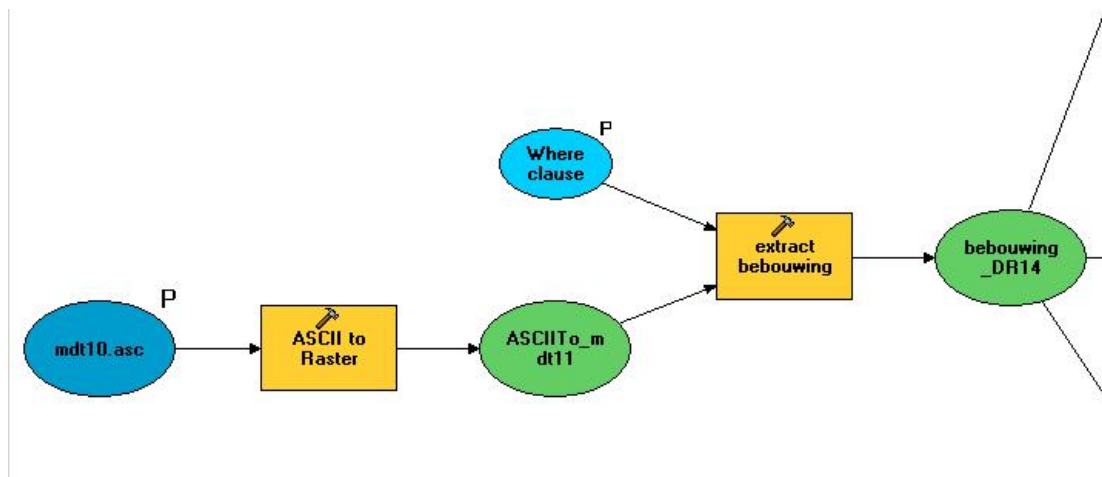 P
Where
clause
extract
bebouwing
bebouwing
_DR14
P
mdt10.asc
ASCII to
Raster
ASCIITo_m
dt11